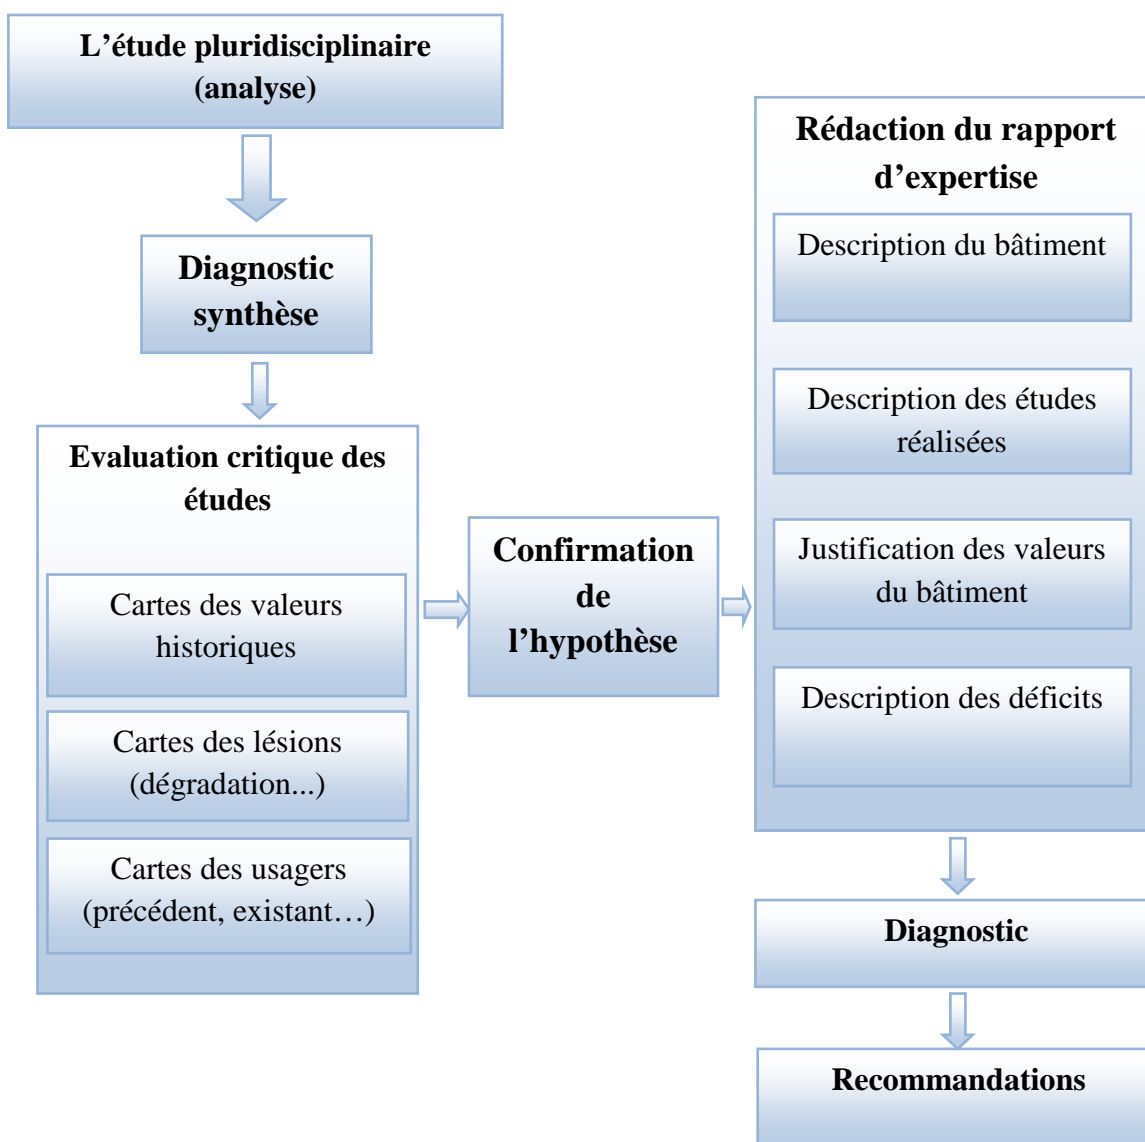 L’étude pluridisciplinaire
(analyse)
Diagnostic
synthèse
Evaluation critique des
études
Cartes des valeurs
historiques
Cartes des lésions
(dégradation...)
Cartes des usagers
(précédent, existant…)
Confirmation
de
l’hypothèse
Rédaction du rapport
d’expertise
Description du bâtiment
Description des études
réalisées
Justification des valeurs
du bâtiment
Description des déficits
Diagnostic
Recommandations